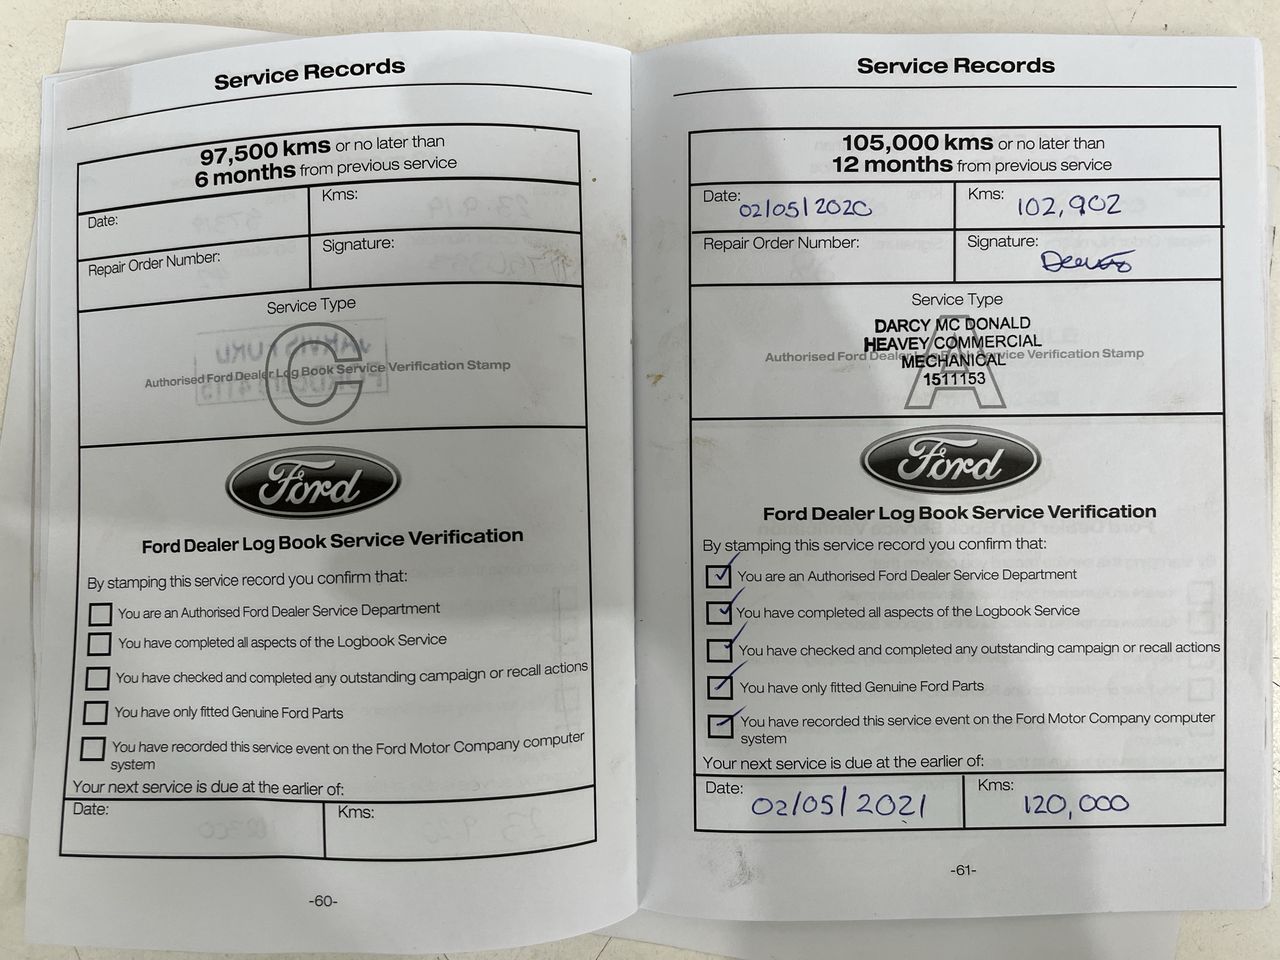 Service Records
97,500 kms or no later than
6 months from previous service
Date:
Kms:
Repair Order Number:
Signature:
Service Type
C
Authorised Ford Dealer Log Book Service Verification Stamp
Ford
Ford Dealer Log Book Service Verification
By stamping this service record you confirm that:
You are an Authorised Ford Dealer Service Department
You have completed all aspects of the Logbook Service
You have checked and completed any outstanding campaign or recall actions
You have only fitted Genuine Ford Parts
You have recorded this service event on the Ford Motor Company computer
system
Your next service is due at the earlier of:
Date:
Kms:
-60-
Service Records
105,000 kms or no later than
12 months from previous service
Date: 02/05/2020
Kms: 102,902
Repair Order Number:
Signature:
Service Type
A
DARCY MC DONALD
HEAVEY COMMERCIAL
Authorised Ford Dealer Log Book Service Verification Stamp
MECHANICAL
1511153
Ford
Ford Dealer Log Book Service Verification
By stamping this service record you confirm that:
You are an Authorised Ford Dealer Service Department
You have completed all aspects of the Logbook Service
You have checked and completed any outstanding campaign or recall actions
You have only fitted Genuine Ford Parts
You have recorded this service event on the Ford Motor Company computer
system
Your next service is due at the earlier of:
Date: 02/05/2021
Kms: 120,000
-61-